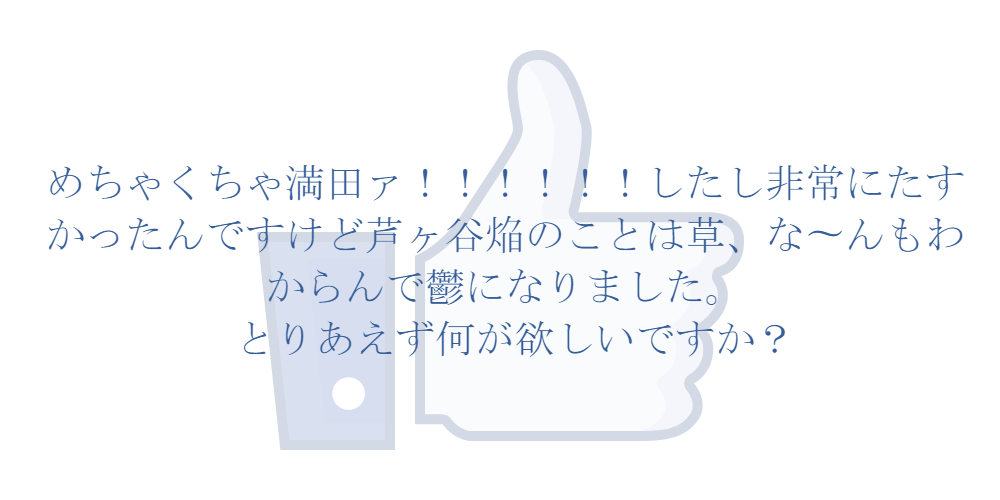 めちゃくちゃ満田ァ！！！！！！したし非常にたす
かったんですけど芦ヶ谷焔のことは草、な～んもわ
からんで鬱になりました。
とりあえず何が欲しいですか？